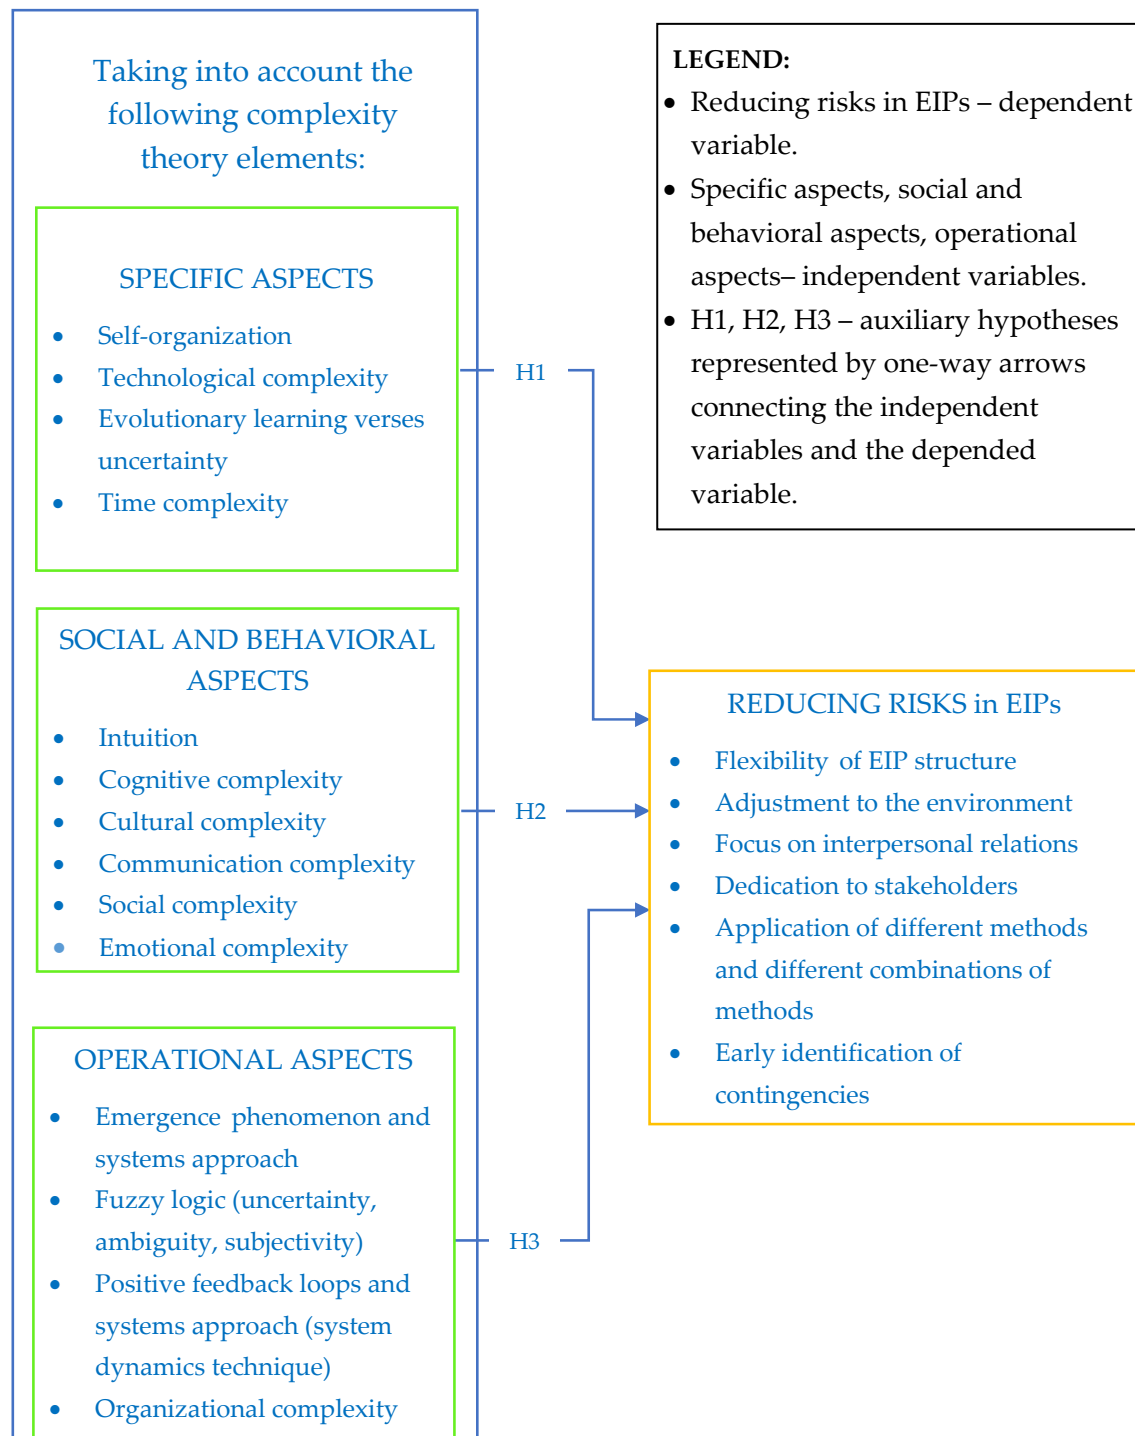 Taking into account the
following complexity
theory elements:
SPECIFIC ASPECTS
• Self-organization
• Technological complexity
• Evolutionary learning verses
uncertainty
• Time complexity
SOCIAL AND BEHAVIORAL
ASPECTS
• Intuition
• Cognitive complexity
• Cultural complexity
• Communication complexity
• Social complexity
• Emotional complexity
OPERATIONAL ASPECTS
• Emergence phenomenon and
systems approach
• Fuzzy logic (uncertainty,
ambiguity, subjectivity)
• Positive feedback loops and
systems approach (system
dynamics technique)
• Organizational complexity
H1
H2
H3
LEGEND:
• Reducing risks in EIPs – dependent
variable.
• Specific aspects, social and
behavioral aspects, operational
aspects– independent variables.
• H1, H2, H3 – auxiliary hypotheses
represented by one-way arrows
connecting the independent
variables and the depended
variable.
REDUCING RISKS in EIPs
• Flexibility of EIP structure
• Adjustment to the environment
• Focus on interpersonal relations
• Dedication to stakeholders
• Application of different methods
and different combinations of
methods
• Early identification of
contingencies